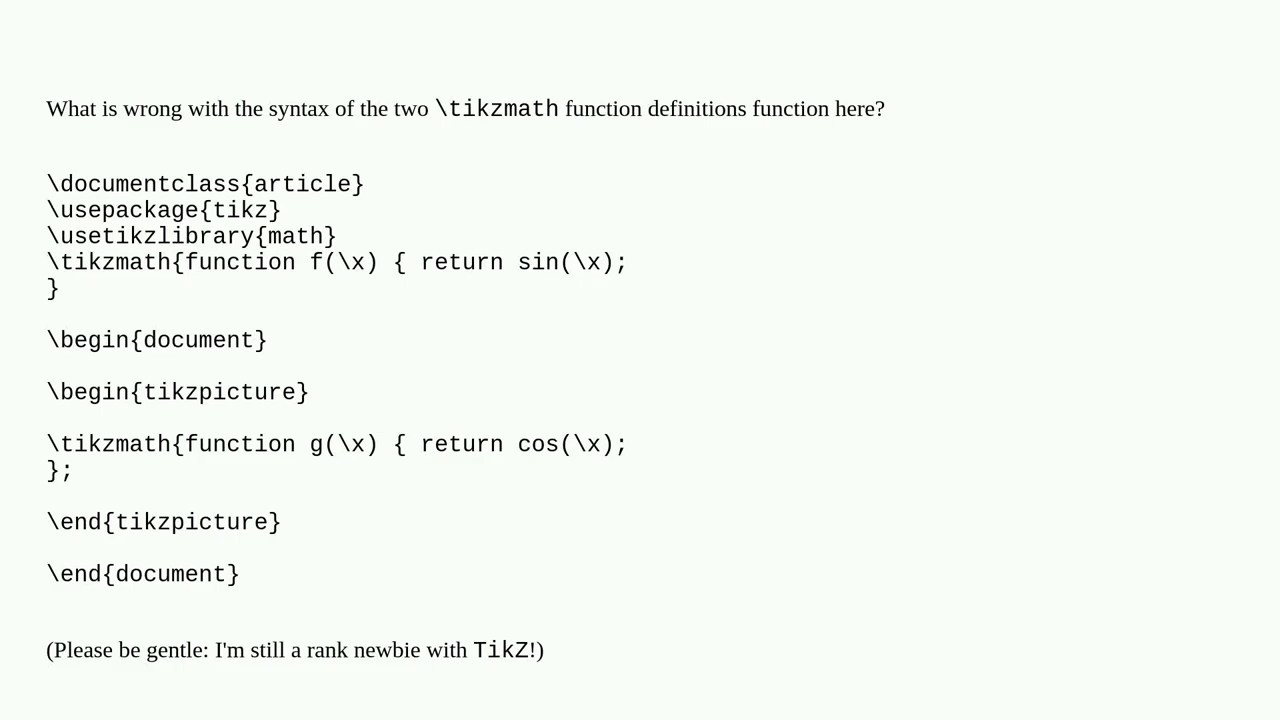 What is wrong with the syntax of the two \tikzmath function definitions function here?
\documentclass{article}
\usepackage{tikz}
\usetikzlibrary{math}
\tikzmath{function f(\x) { return sin(\x);
}
\begin{document}
\begin{tikzpicture}
\tikzmath{function g(\x) { return cos(\x);
};
\end{tikzpicture}
\end{document}
(Please be gentle: I'm still a rank newbie with TikZ!)